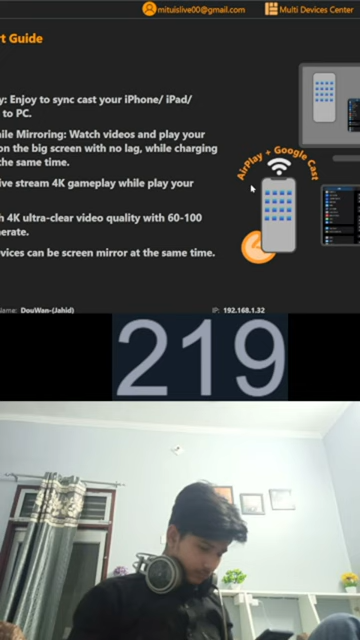 mituislive00@gmail.com Multi Devices Center
rt Guide
y: Enjoy to sync cast your iPhone/ iPad/
to PC.
ile Mirroring: Watch videos and play your
on the big screen with no lag, while charging
the same time.
ive stream 4K gameplay while play your
h 4K ultra-clear video quality with 60-100
nerate.
vices can be screen mirror at the same time.
AirPlay + Google Cast
Name: DouWan-(Jahid) IP: 192.168.1.32
219